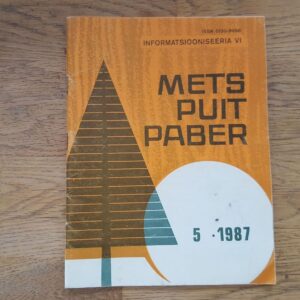 INFORMATSIOONISEERIA VI
METS
PUIT
PABER
5 · 1987